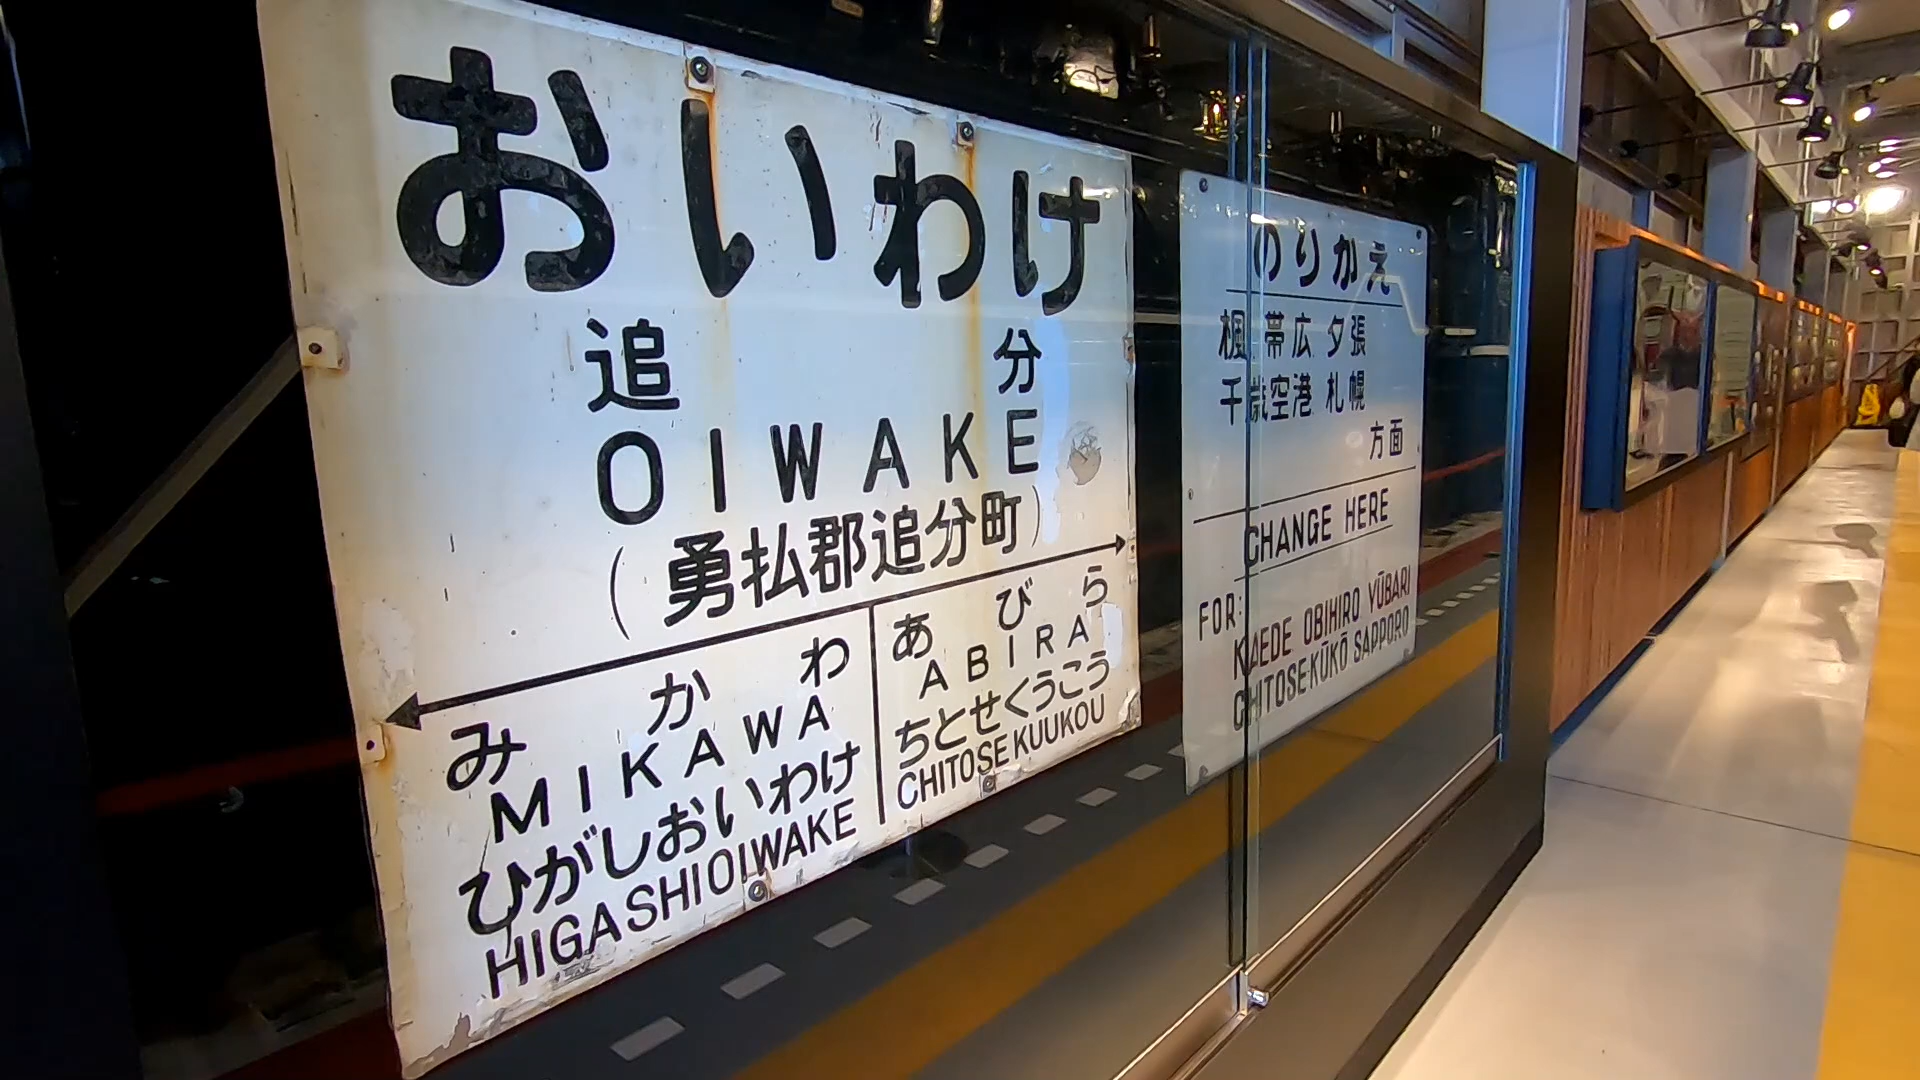 おいわけ
追分
OIWAKE
(勇払郡追分町)
みかわ
MIKAWA
ひがしおいわけ
HIGASHIOIWAKE
あびら
ABIRA
ちとせくうこう
CHITOSE KUUKOU
のりかえ
楓 帯広 夕張
千歳空港 札幌
方面
CHANGE HERE
FOR:
KAEDE OBIHIRO YŪBARI
CHITOSE-KŪKŌ SAPPORO